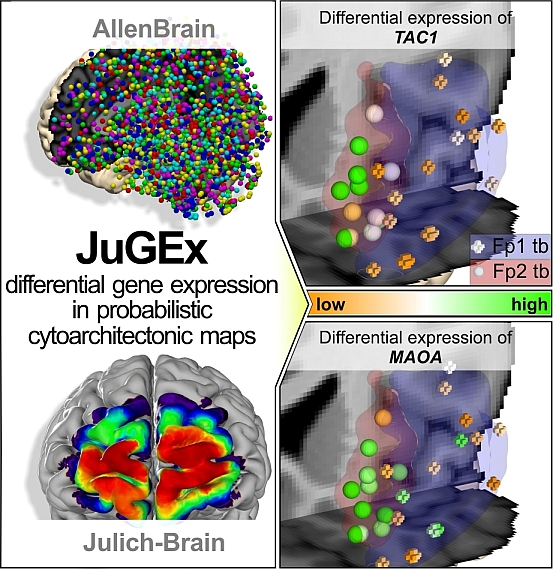 AllenBrain
JuGEx
differential gene expression
in probabilistic
cytoarchitectonic maps
Julich-Brain
Differential expression of
TAC1
Fp1 tb
Fp2 tb
low
high
Differential expression of
MAOA